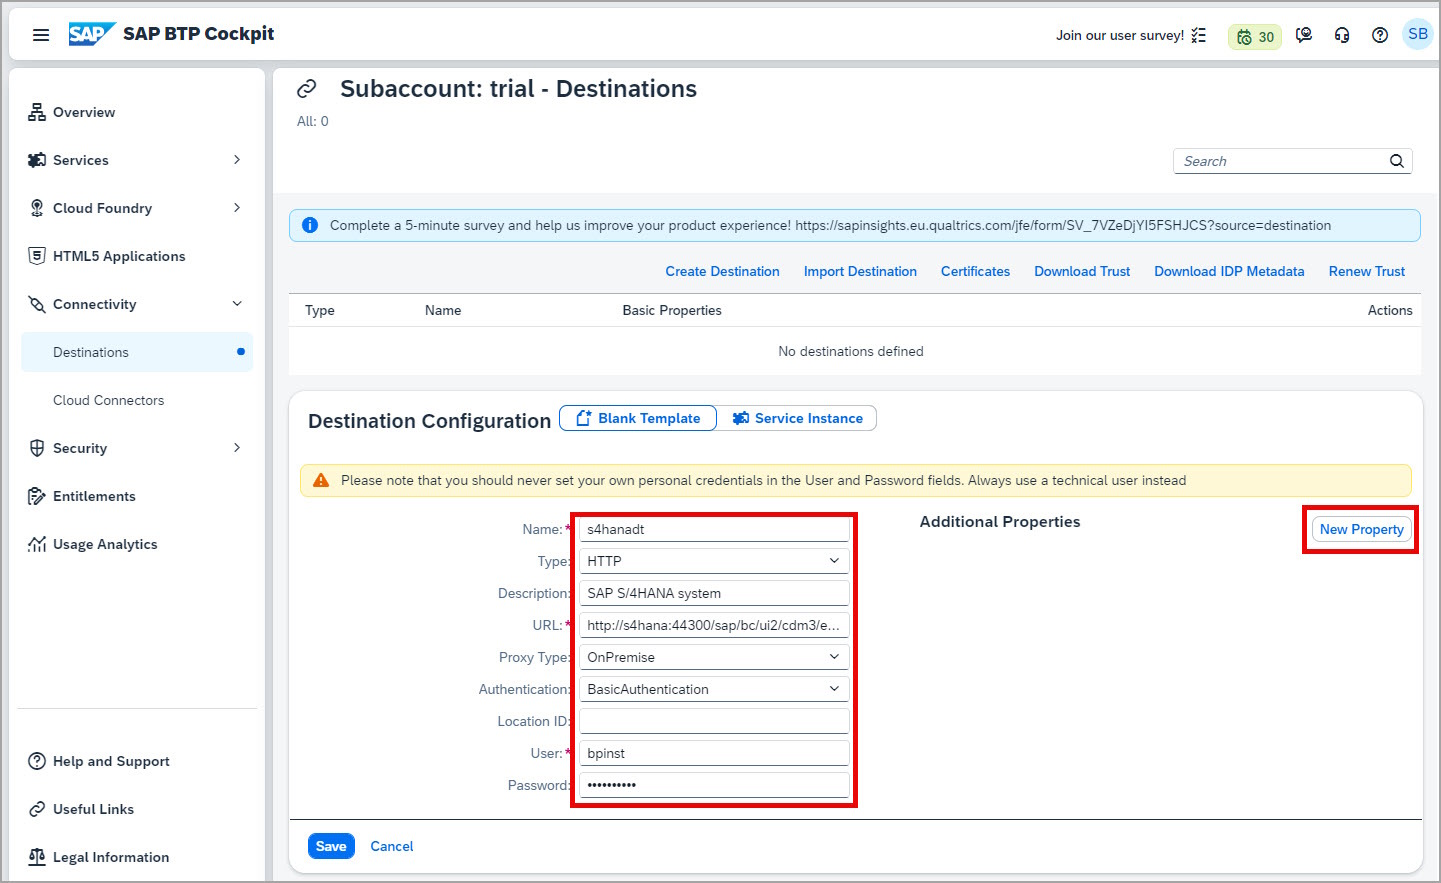 SAP SAP BTP Cockpit
Join our user survey!
30
SB
Overview
Services
Cloud Foundry
HTML5 Applications
Connectivity
Destinations
Cloud Connectors
Security
Entitlements
Usage Analytics
Help and Support
Useful Links
Legal Information
Subaccount: trial - Destinations
All: 0
Search
Complete a 5-minute survey and help us improve your product experience! https://sapinsights.eu.qualtrics.com/jfe/form/SV_7VZeDjYI5FSHJCS?source=destination
Create Destination Import Destination Certificates Download Trust Download IDP Metadata Renew Trust
Type Name Basic Properties Actions
No destinations defined
Destination Configuration Blank Template Service Instance
Please note that you should never set your own personal credentials in the User and Password fields. Always use a technical user instead
Name:* s4hanadt
Type: HTTP
Description: SAP S/4HANA system
URL:* http://s4hana:44300/sap/bc/ui2/cdm3/e...
Proxy Type: OnPremise
Authentication: BasicAuthentication
Location ID:
User:* bpinst
Password: ••••••••••
Additional Properties
New Property
Save Cancel